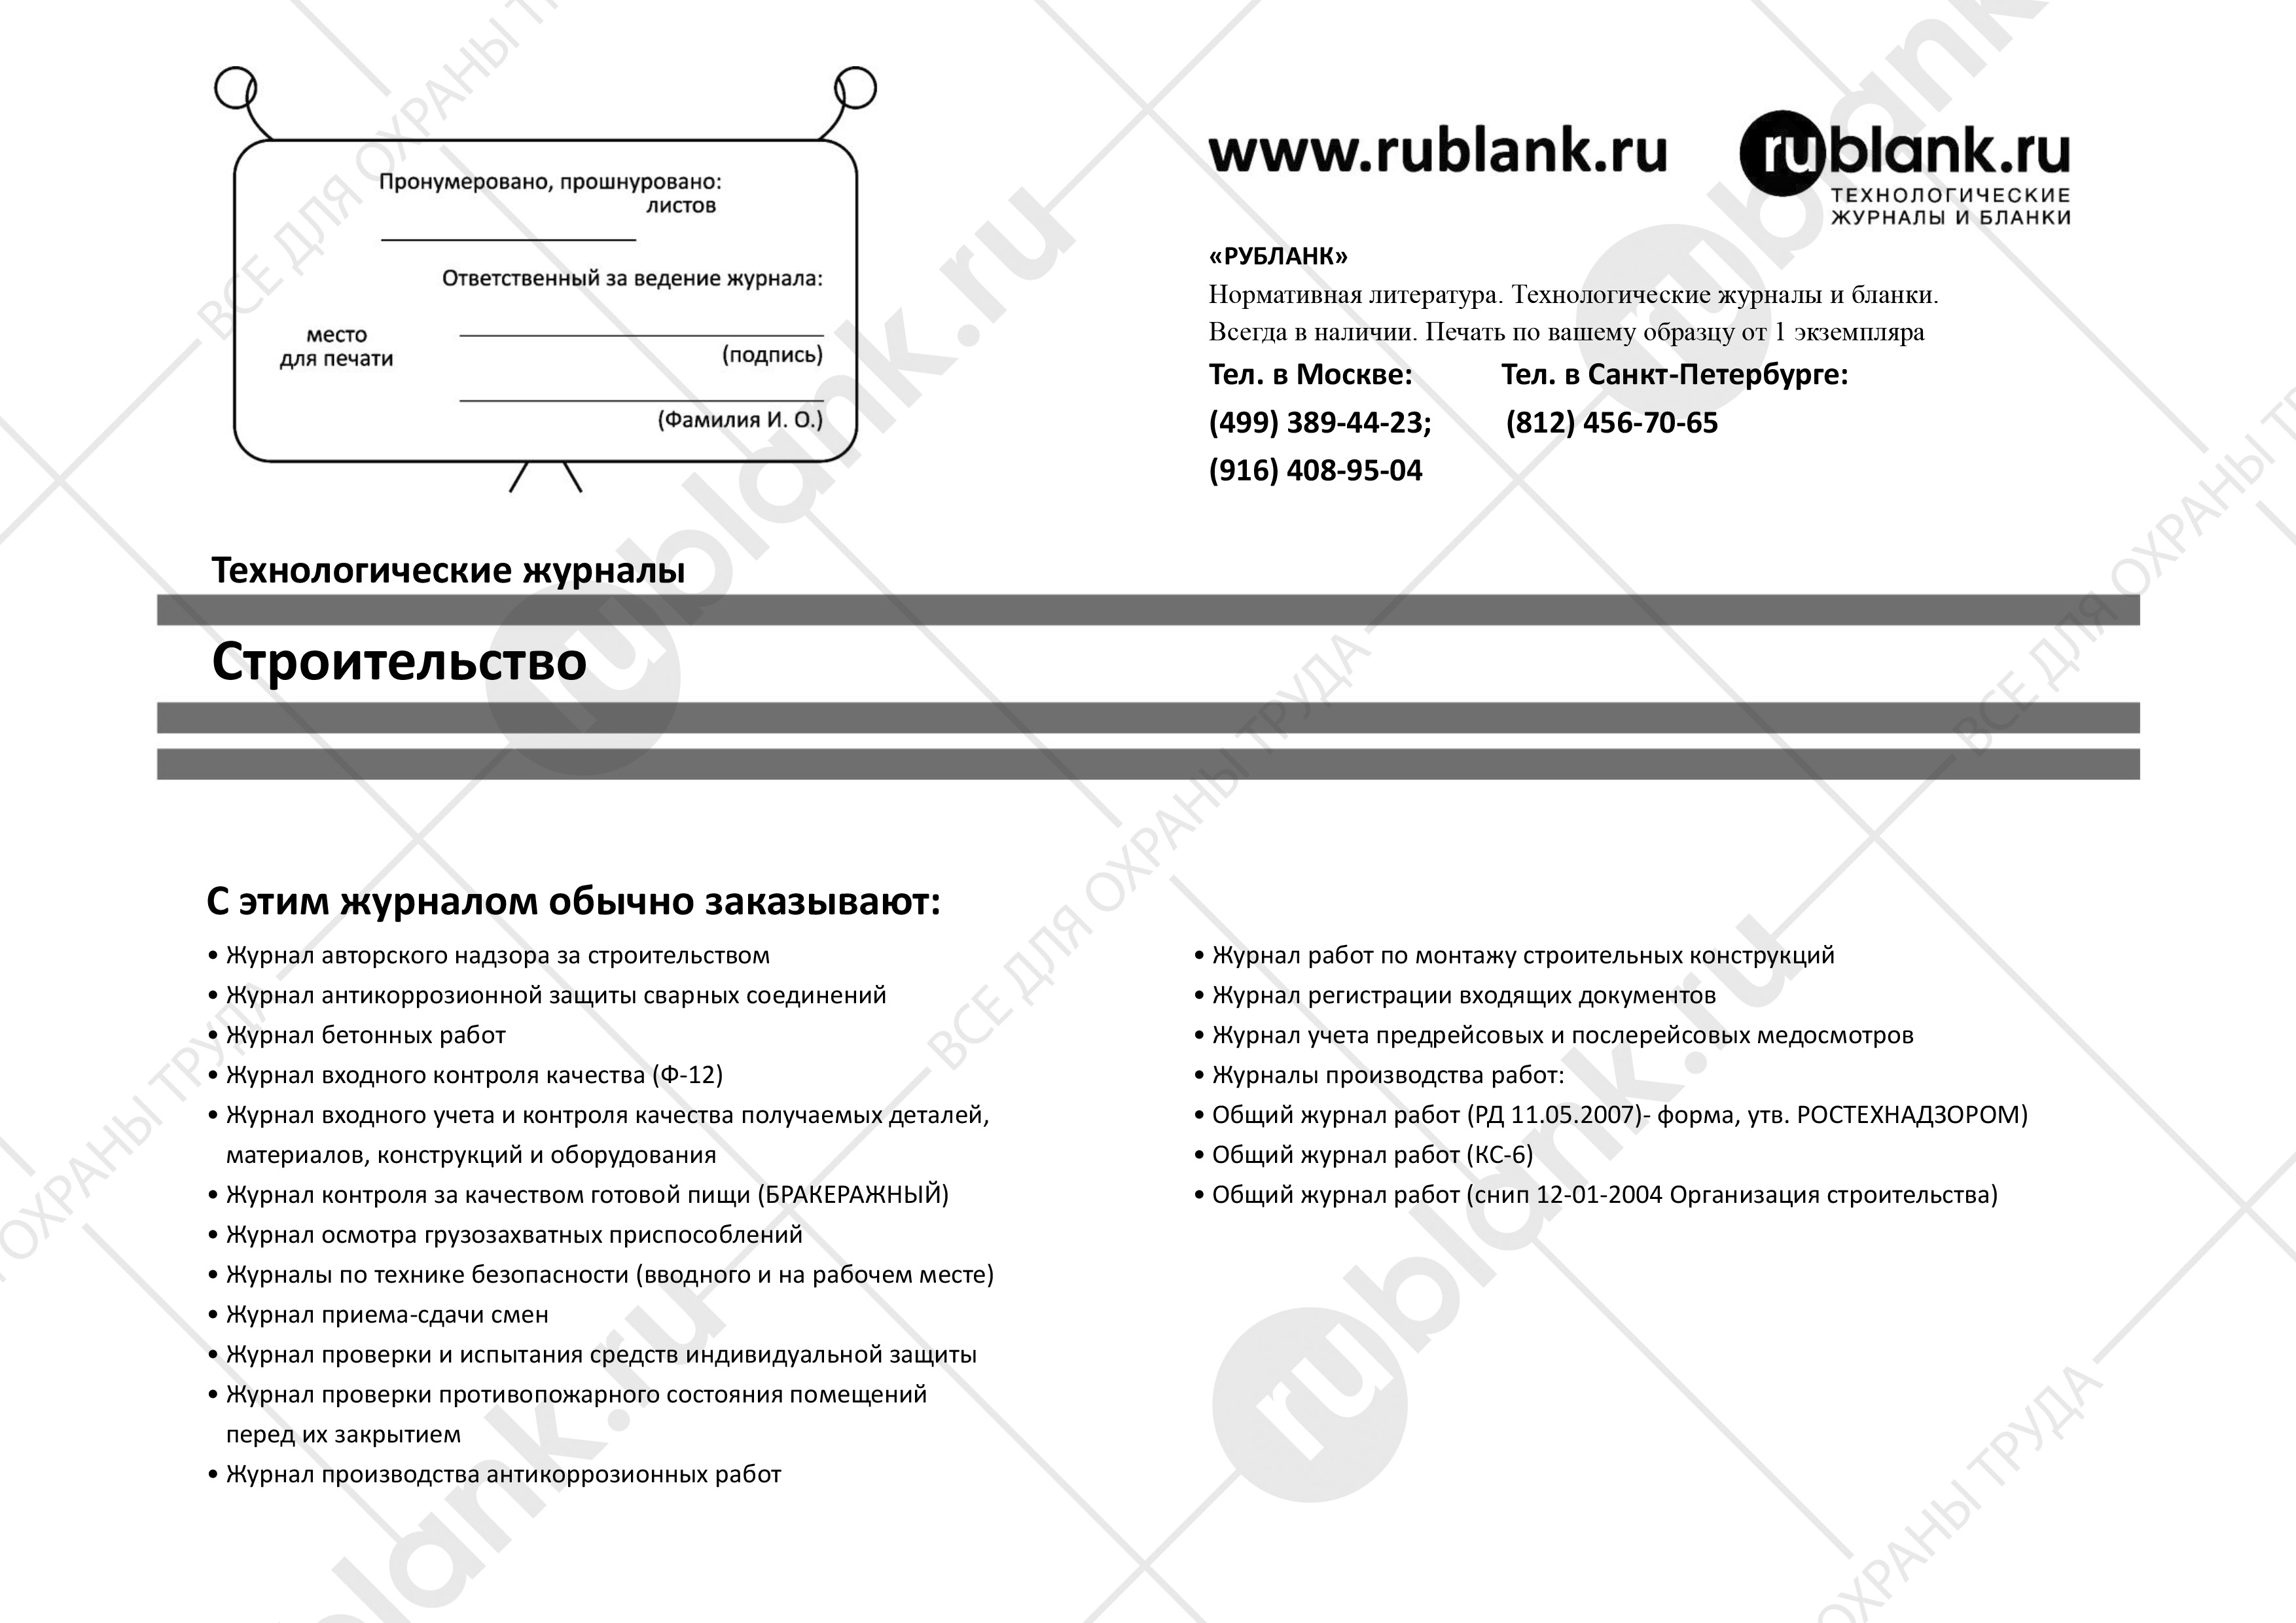 Пронумеровано, прошнуровано:
листов
Ответственный за ведение журнала:
место
для печати
(подпись)
(Фамилия И. О.)
www.rublank.ru
rublank.ru
ТЕХНОЛОГИЧЕСКИЕ
ЖУРНАЛЫ И БЛАНКИ
«РУБЛАНК»
Нормативная литература. Технологические журналы и бланки.
Всегда в наличии. Печать по вашему образцу от 1 экземпляра
Тел. в Москве: Тел. в Санкт-Петербурге:
(499) 389-44-23; (812) 456-70-65
(916) 408-95-04
Технологические журналы
Строительство
С этим журналом обычно заказывают:
• Журнал авторского надзора за строительством
• Журнал антикоррозионной защиты сварных соединений
• Журнал бетонных работ
• Журнал входного контроля качества (Ф-12)
• Журнал входного учета и контроля качества получаемых деталей,
материалов, конструкций и оборудования
• Журнал контроля за качеством готовой пищи (БРАКЕРАЖНЫЙ)
• Журнал осмотра грузозахватных приспособлений
• Журналы по технике безопасности (вводного и на рабочем месте)
• Журнал приема-сдачи смен
• Журнал проверки и испытания средств индивидуальной защиты
• Журнал проверки противопожарного состояния помещений
перед их закрытием
• Журнал производства антикоррозионных работ
• Журнал работ по монтажу строительных конструкций
• Журнал регистрации входящих документов
• Журнал учета предрейсовых и послерейсовых медосмотров
• Журналы производства работ:
• Общий журнал работ (РД 11.05.2007)- форма, утв. РОСТЕХНАДЗОРОМ)
• Общий журнал работ (КС-6)
• Общий журнал работ (снип 12-01-2004 Организация строительства)
rublank.ru
ВСЕ ДЛЯ ОХРАНЫ ТРУДА